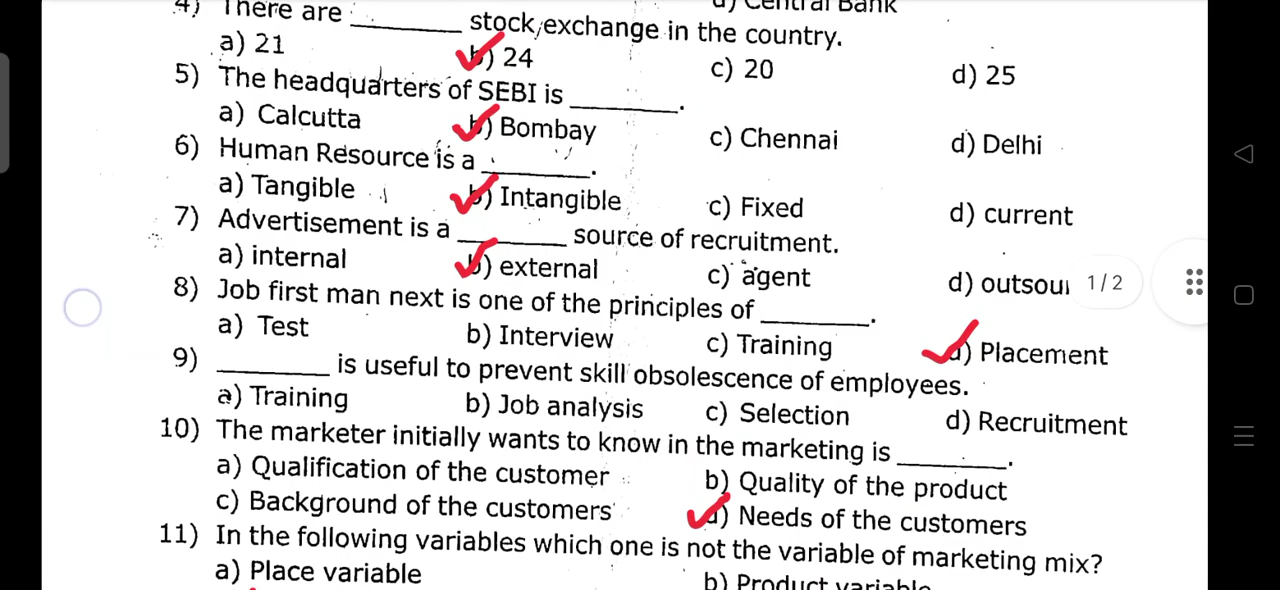 4) There are ________ stock exchange in the country.
d) Central Bank
a) 21 b) 24 c) 20 d) 25
5) The headquarters of SEBI is ________.
a) Calcutta b) Bombay c) Chennai d) Delhi
6) Human Resource is a ________.
a) Tangible b) Intangible c) Fixed d) current
7) Advertisement is a ________ source of recruitment.
a) internal b) external c) agent d) outsou
1/2
8) Job first man next is one of the principles of ________.
a) Test b) Interview c) Training d) Placement
9) ________ is useful to prevent skill obsolescence of employees.
a) Training b) Job analysis c) Selection d) Recruitment
10) The marketer initially wants to know in the marketing is ________.
a) Qualification of the customer b) Quality of the product
c) Background of the customers d) Needs of the customers
11) In the following variables which one is not the variable of marketing mix?
a) Place variable b) Product variable